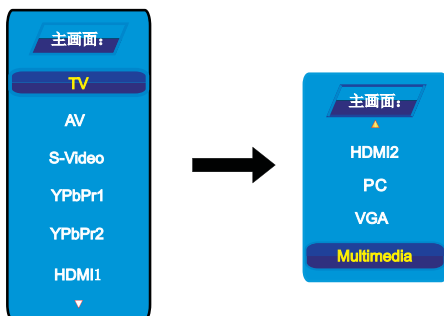 主画面：
TV
AV
S-Video
YPbPr1
YPbPr2
HDMI1
主画面：
HDMI2
PC
VGA
Multimedia